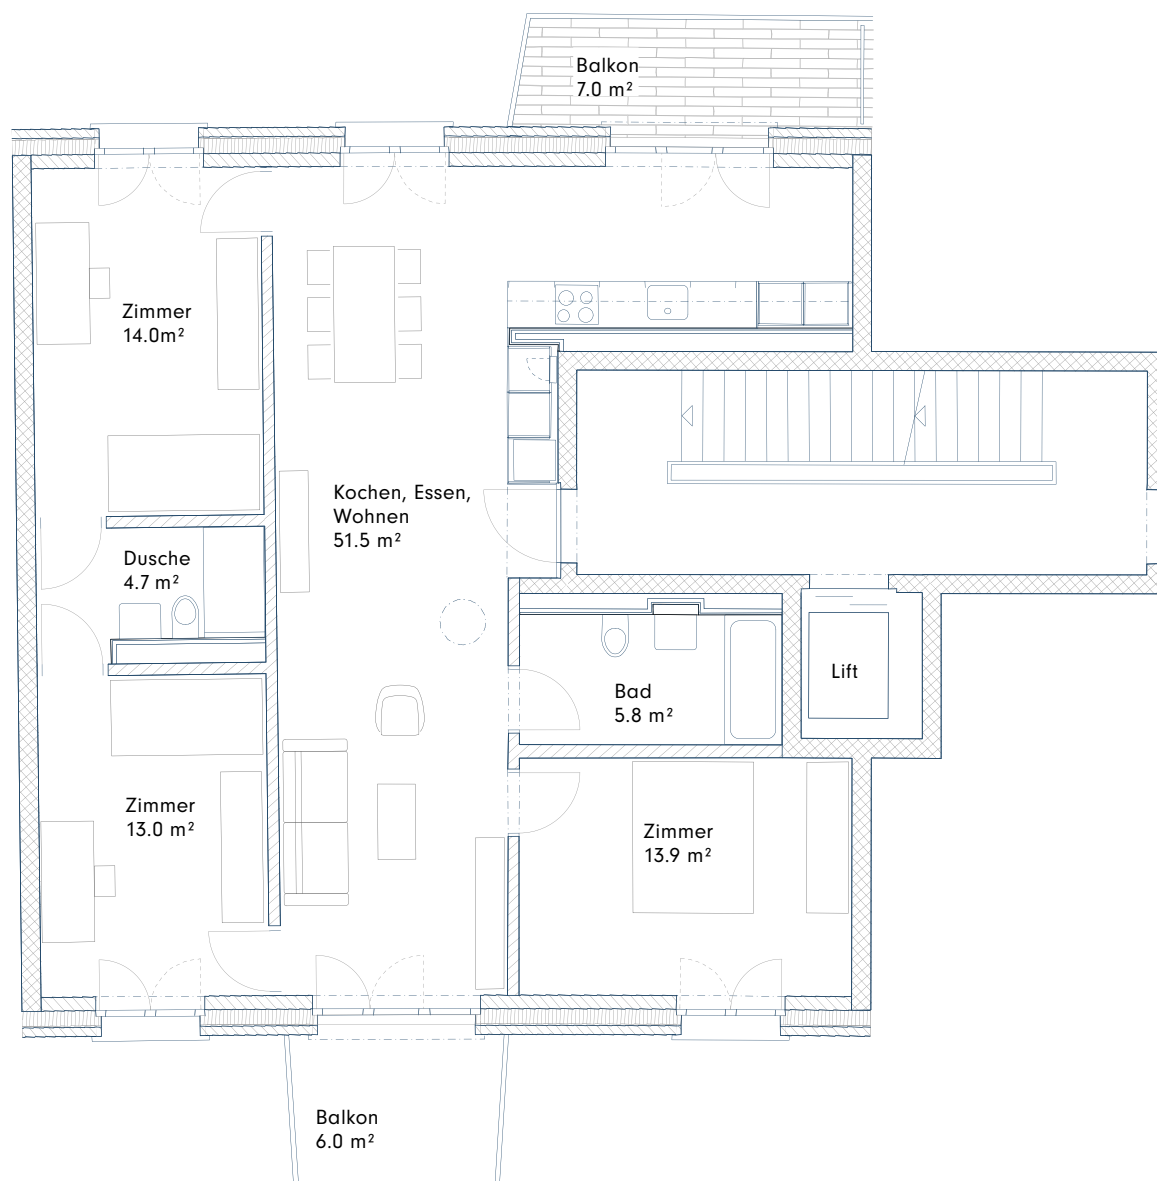 Balkon
7.0 m²
Zimmer
14.0m²
Kochen, Essen,
Wohnen
51.5 m²
Dusche
4.7 m²
Lift
Bad
5.8 m²
Zimmer
13.0 m²
Zimmer
13.9 m²
Balkon
6.0 m²